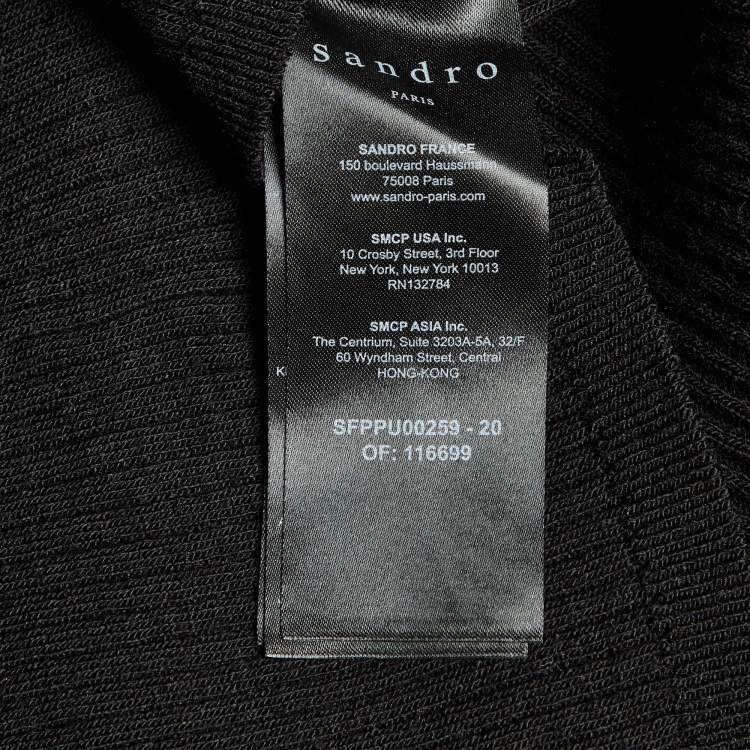 sandro
PARIS
SANDRO FRANCE
150 boulevard Haussmann
75008 Paris
www.sandro-paris.com
SMCP USA Inc.
10 Crosby Street, 3rd Floor
New York, New York 10013
RN132784
SMCP ASIA Inc.
The Centrium, Suite 3203A-5A, 32/F
60 Wyndham Street, Central
HONG-KONG
K
SFPPU00259 - 20
OF: 116699